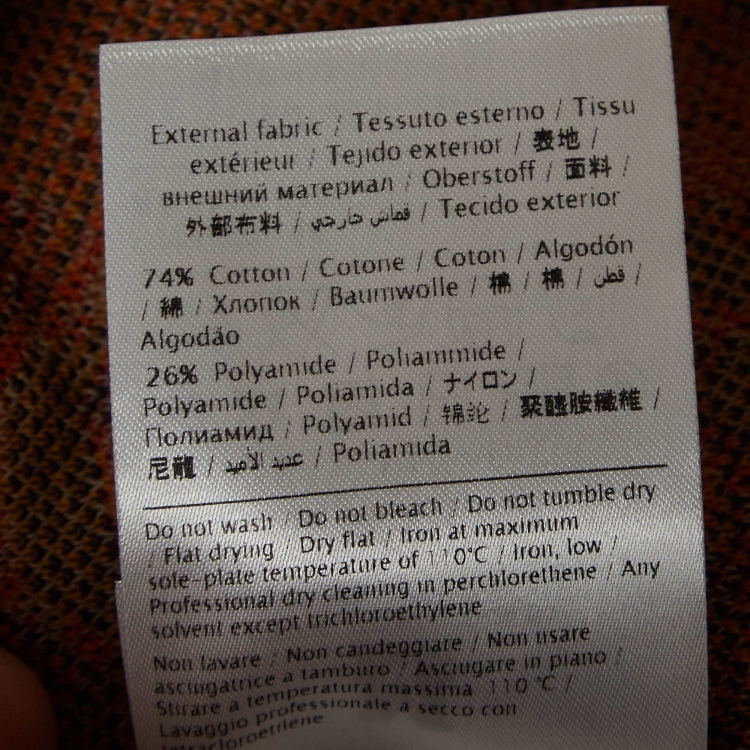 External fabric / Tessuto esterno / Tissu
extérieur / Tejido exterior / 表地 /
внешний материал / Oberstoff / 面料 /
外部布料 / قماش خارجي / Tecido exterior
74% Cotton / Cotone / Coton / Algodón
/ 綿 / Хлопок / Baumwolle / 棉 / 棉 / قطن /
Algodão
26% Polyamide / Poliammide /
Polyamide / Poliamida / ナイロン /
Полиамид / Polyamid / 锦纶 / 聚醯胺纖維 /
尼龍 / عديد الأميد / Poliamida
Do not wash / Do not bleach / Do not tumble dry
/ Flat drying / Dry flat / Iron at maximum
sole-plate temperature of 110°C / Iron, low /
Professional dry cleaning in perchlorethene / Any
solvent except trichloroethylene
Non lavare / Non candeggiare / Non usare
asciugatrice a tamburo / Asciugare in piano /
Stirare a temperatura massima 110 °C /
Lavaggio professionale a secco con
tetracloroetilene